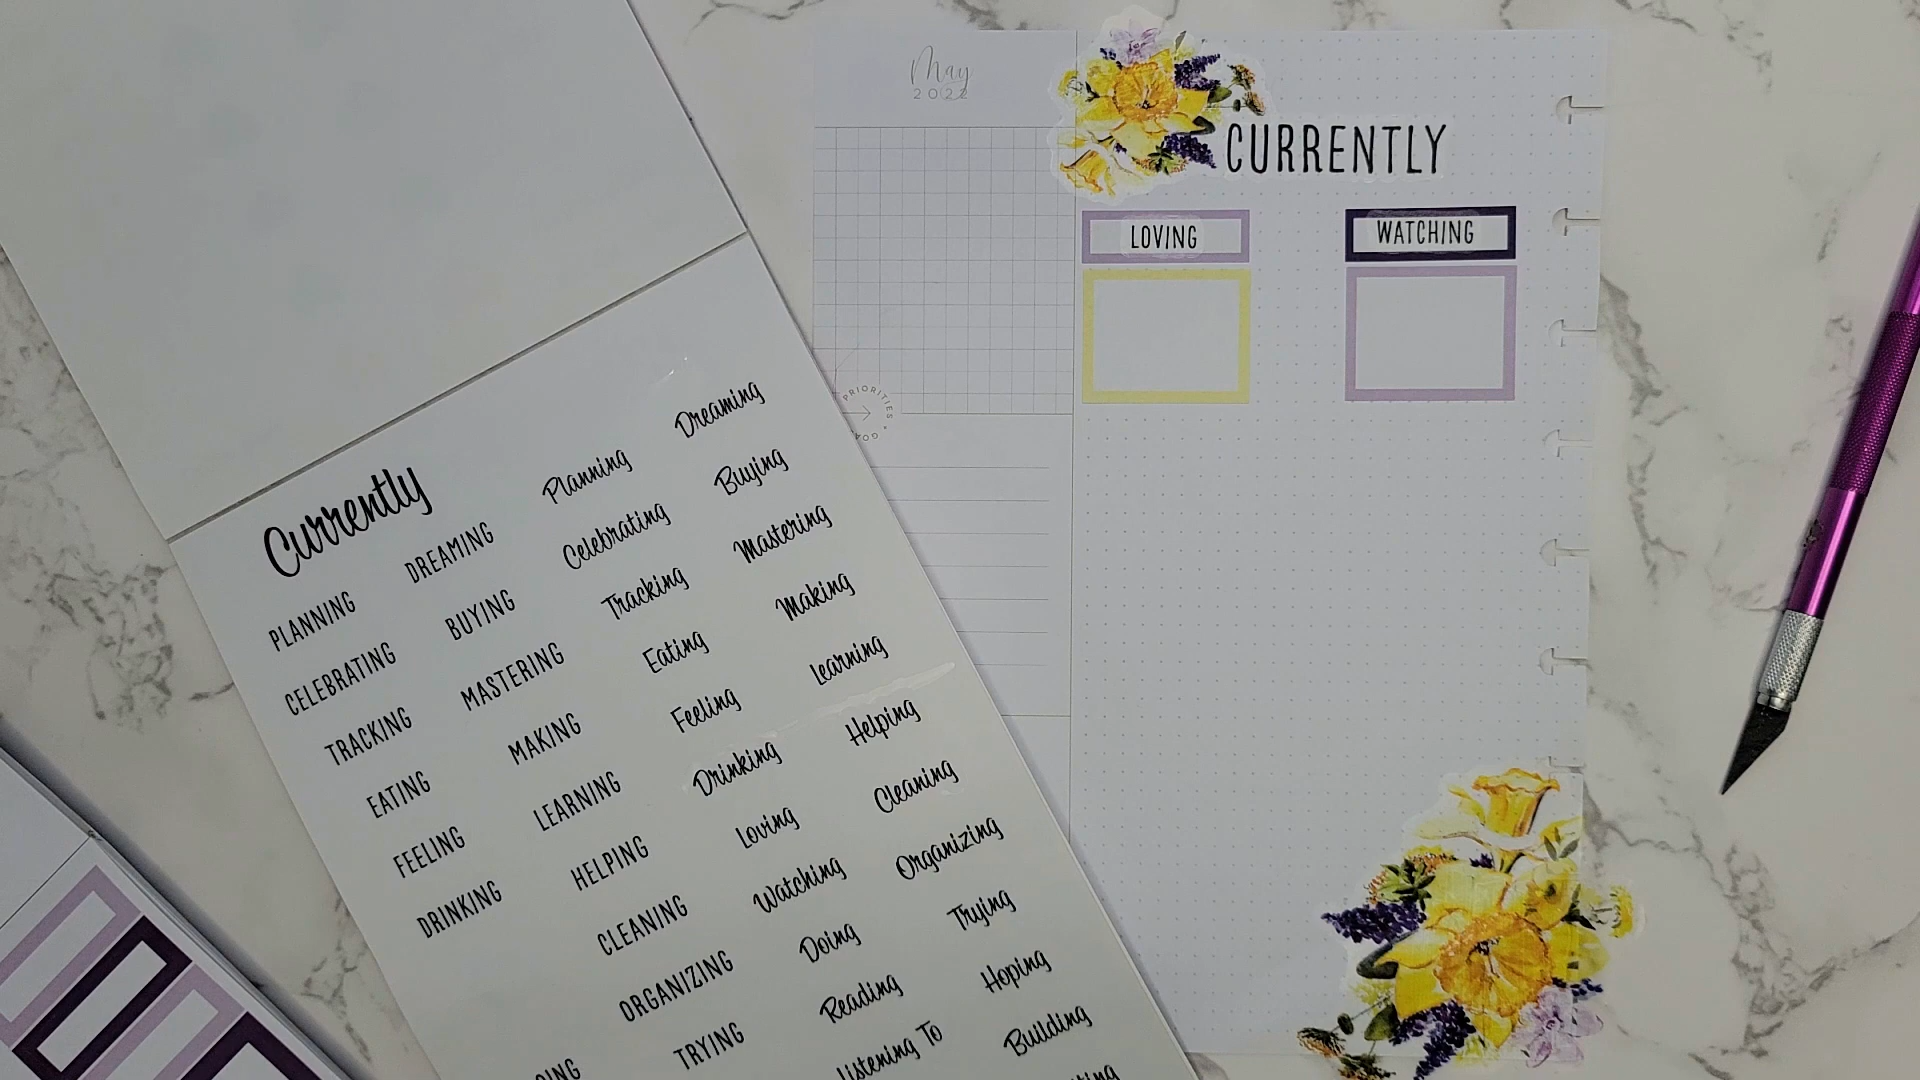 May
2022
CURRENTLY
LOVING
WATCHING
PRIORITIES
Currently
PLANNING
DREAMING
Planning
Dreaming
CELEBRATING
BUYING
Celebrating
Buying
TRACKING
MASTERING
Tracking
Mastering
EATING
MAKING
Eating
Making
FEELING
LEARNING
Feeling
Learning
DRINKING
HELPING
Drinking
Helping
CLEANING
Loving
Cleaning
ORGANIZING
Watching
Organizing
TRYING
Doing
Trying
Reading
Hoping
Listening To
Building